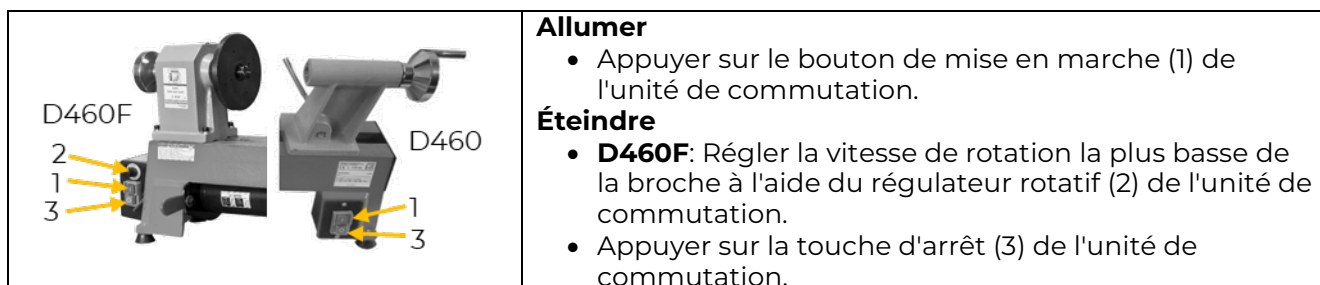 D460F
2
1
3
D460
1
3
Allumer
• Appuyer sur le bouton de mise en marche (1) de
l'unité de commutation.
Éteindre
• D460F: Régler la vitesse de rotation la plus basse de
la broche à l'aide du régulateur rotatif (2) de l'unité de
commutation.
• Appuyer sur la touche d'arrêt (3) de l'unité de
commutation.